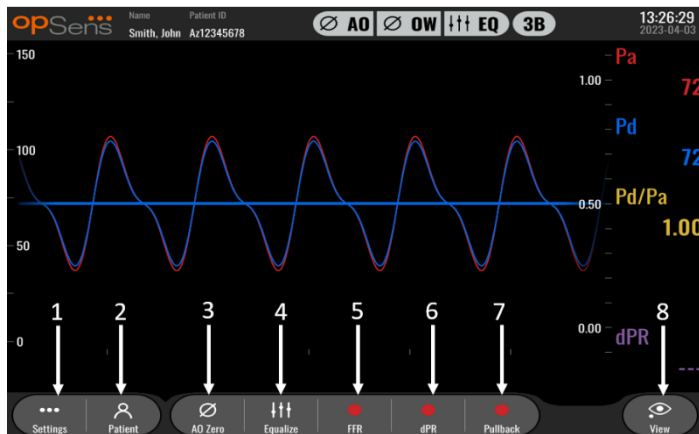 opSens
Name Patient ID
Smith, John Az12345678
AO OW EQ 3B
13:26:29
2023-04-03
150
100
50
0
1.00
0.50
0.00
Pa
72
Pd
72
Pd/Pa
1.00
dPR
---
1 2 3 4 5 6 7 8
Settings Patient AO Zero Equalize FFR dPR Pullback View